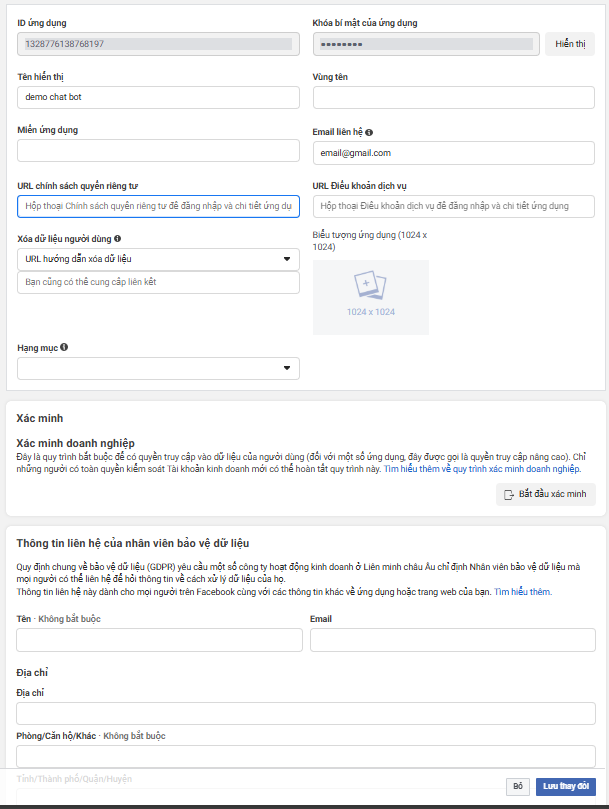 ID ứng dụng
Khóa bí mật của ứng dụng
1328776138768197
●●●●●●●●
Hiển thị
Tên hiển thị
Vùng tên
demo chat bot
Miền ứng dụng
Email liên hệ
email@gmail.com
URL chính sách quyền riêng tư
URL Điều khoản dịch vụ
Hộp thoại Chính sách quyền riêng tư để đăng nhập và chi tiết ứng dụ
Hộp thoại Điều khoản dịch vụ để đăng nhập và chi tiết ứng dụng
Xóa dữ liệu người dùng
Biểu tượng ứng dụng (1024 x
1024)
URL hướng dẫn xóa dữ liệu
Bạn cũng có thể cung cấp liên kết
1024 x 1024
Hạng mục
Xác minh
Xác minh doanh nghiệp
Đây là quy trình bắt buộc để có quyền truy cập vào dữ liệu của người dùng (đối với một số ứng dụng, đây được gọi là quyền truy cập nâng cao). Chỉ
những người có toàn quyền kiểm soát Tài khoản kinh doanh mới có thể hoàn tất quy trình này. Tìm hiểu thêm về quy trình xác minh doanh nghiệp.
Bắt đầu xác minh
Thông tin liên hệ của nhân viên bảo vệ dữ liệu
Quy định chung về bảo vệ dữ liệu (GDPR) yêu cầu một số công ty hoạt động kinh doanh ở Liên minh châu Âu chỉ định Nhân viên bảo vệ dữ liệu mà
mọi người có thể liên hệ để hỏi thông tin về cách xử lý dữ liệu của họ.
Thông tin liên hệ này dành cho mọi người trên Facebook cùng với các thông tin khác về ứng dụng hoặc trang web của bạn. Tìm hiểu thêm.
Tên · Không bắt buộc
Email
Địa chỉ
Địa chỉ
Phòng/Căn hộ/Khác · Không bắt buộc
Tỉnh/Thành phố/Quận/Huyện
Bỏ
Lưu thay đổi